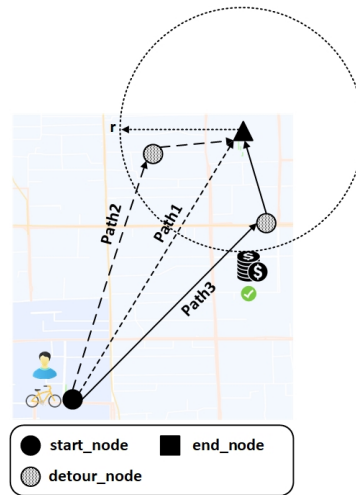 r
Path2
Path1
Path3
$
$
start_node
end_node
detour_node